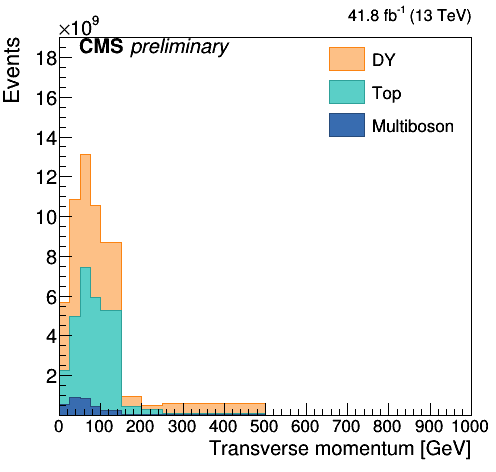 41.8 fb⁻¹ (13 TeV)
×10⁹
CMS preliminary
Events
DY
Top
Multiboson
18
16
14
12
10
8
6
4
2
0 100 200 300 400 500 600 700 800 900 1000
Transverse momentum [GeV]